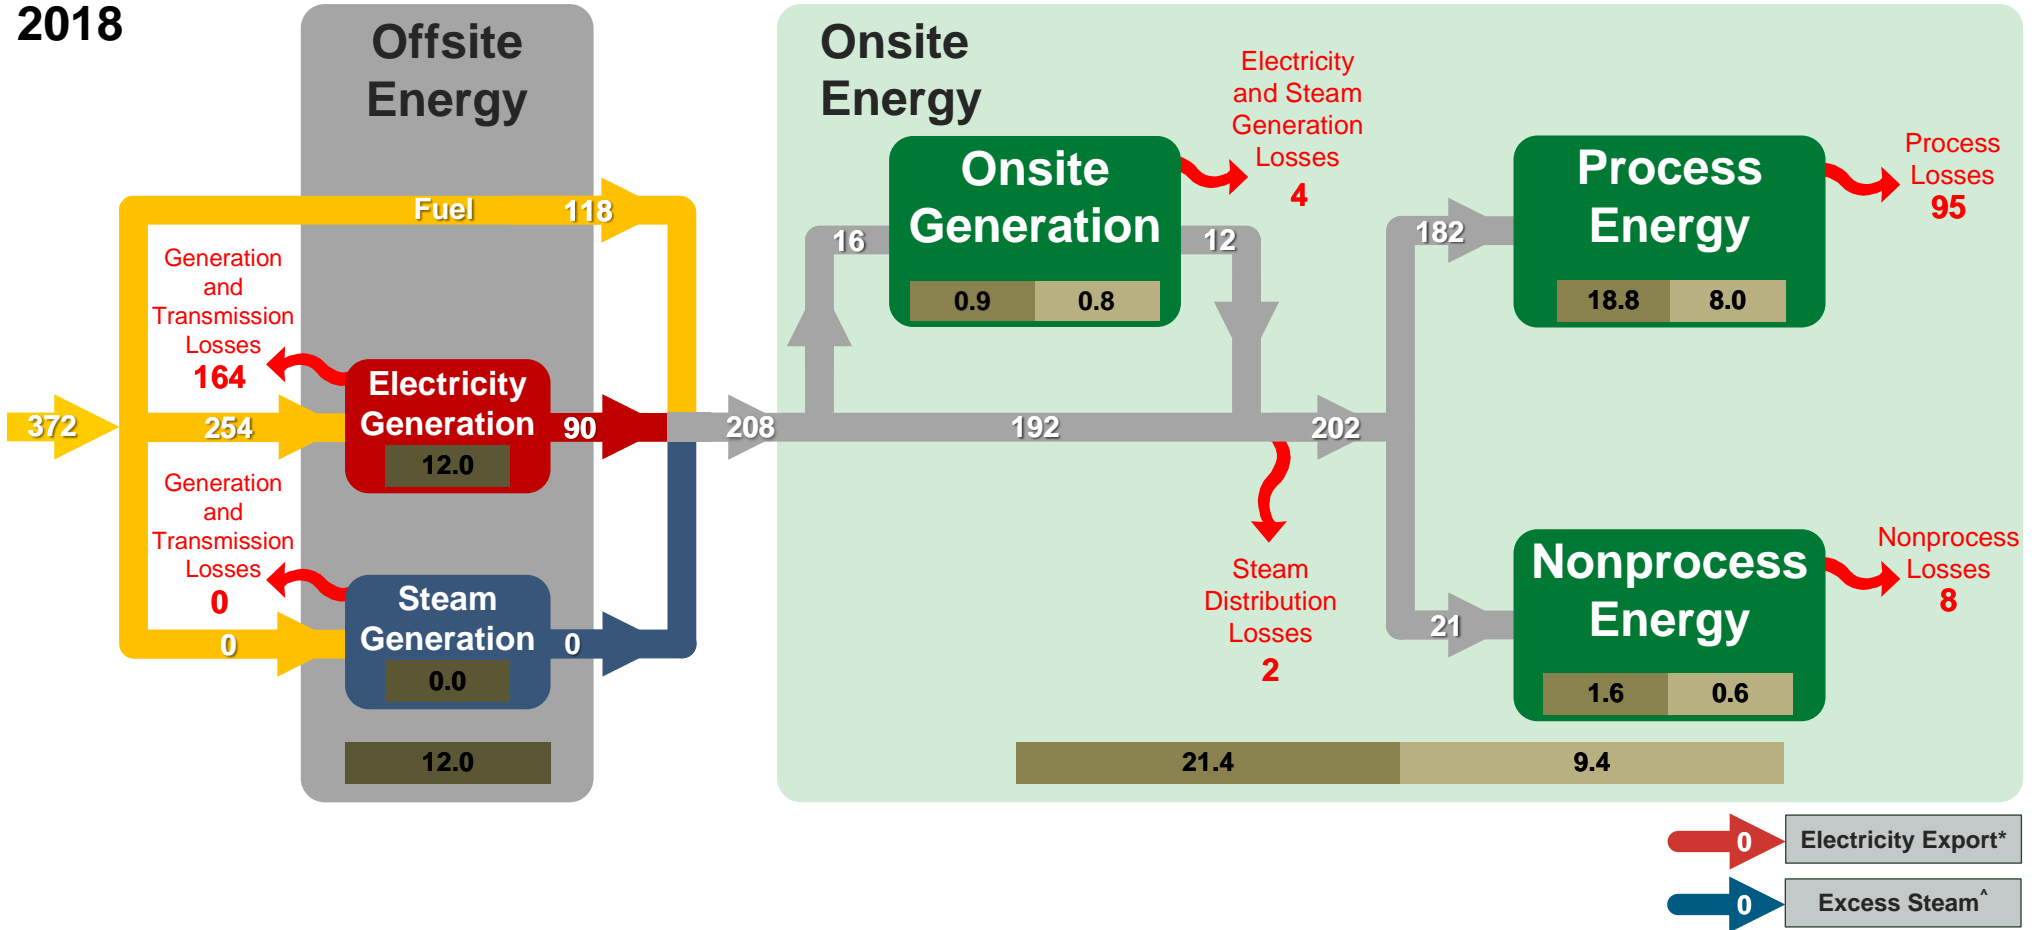 2018
Offsite
Energy
Onsite
Energy
Fuel
118
Generation
and
Transmission
Losses
164
372
254
Electricity
Generation
12.0
90
Generation
and
Transmission
Losses
0
0
Steam
Generation
0.0
0
12.0
208
16
Onsite
Generation
0.9
0.8
12
Electricity
and Steam
Generation
Losses
4
192
202
Steam
Distribution
Losses
2
182
Process
Energy
18.8
8.0
Process
Losses
95
21
Nonprocess
Energy
1.6
0.6
Nonprocess
Losses
8
21.4
9.4
0
Electricity Export*
0
Excess Steam^